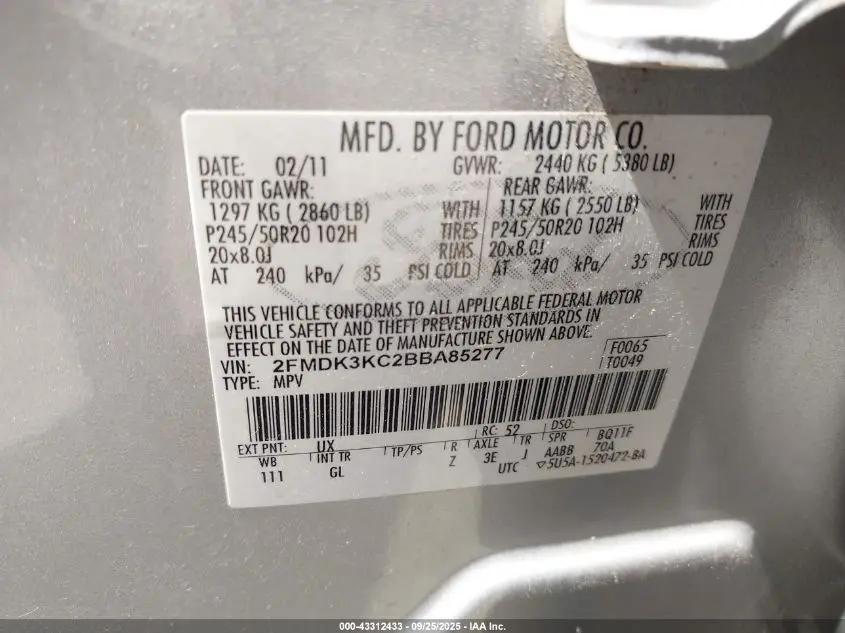 MFD. BY FORD MOTOR CO.
DATE: 02/11 GVWR: 2440 KG ( 5380 LB)
FRONT GAWR: REAR GAWR:
1297 KG ( 2860 LB) WITH 1157 KG ( 2550 LB) WITH
P245/50R20 102H TIRES P245/50R20 102H TIRES
20x8.0J RIMS 20x8.0J RIMS
AT 240 kPa/ 35 PSI COLD AT 240 kPa/ 35 PSI COLD
THIS VEHICLE CONFORMS TO ALL APPLICABLE FEDERAL MOTOR
VEHICLE SAFETY AND THEFT PREVENTION STANDARDS IN
EFFECT ON THE DATE OF MANUFACTURE SHOWN ABOVE.
VIN: 2FMDK3KC2BBA85277 F0065
TYPE: MPV T0049
EXT PNT: UX RC: 52 DSO:
WB INT TR TP/PS R AXLE TR SPR BQ11F
111 GL Z 3E J AABB 70A
UTC ▽5U5A-1520472-BA
000-43312433 - 09/25/2025 - IAA Inc.